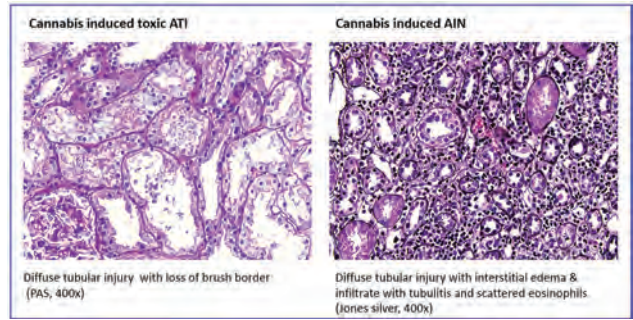 Cannabis induced toxic ATI
Diffuse tubular injury with loss of brush border
(PAS, 400x)
Cannabis induced AIN
Diffuse tubular injury with interstitial edema &
infiltrate with tubulitis and scattered eosinophils
(Jones silver, 400x)